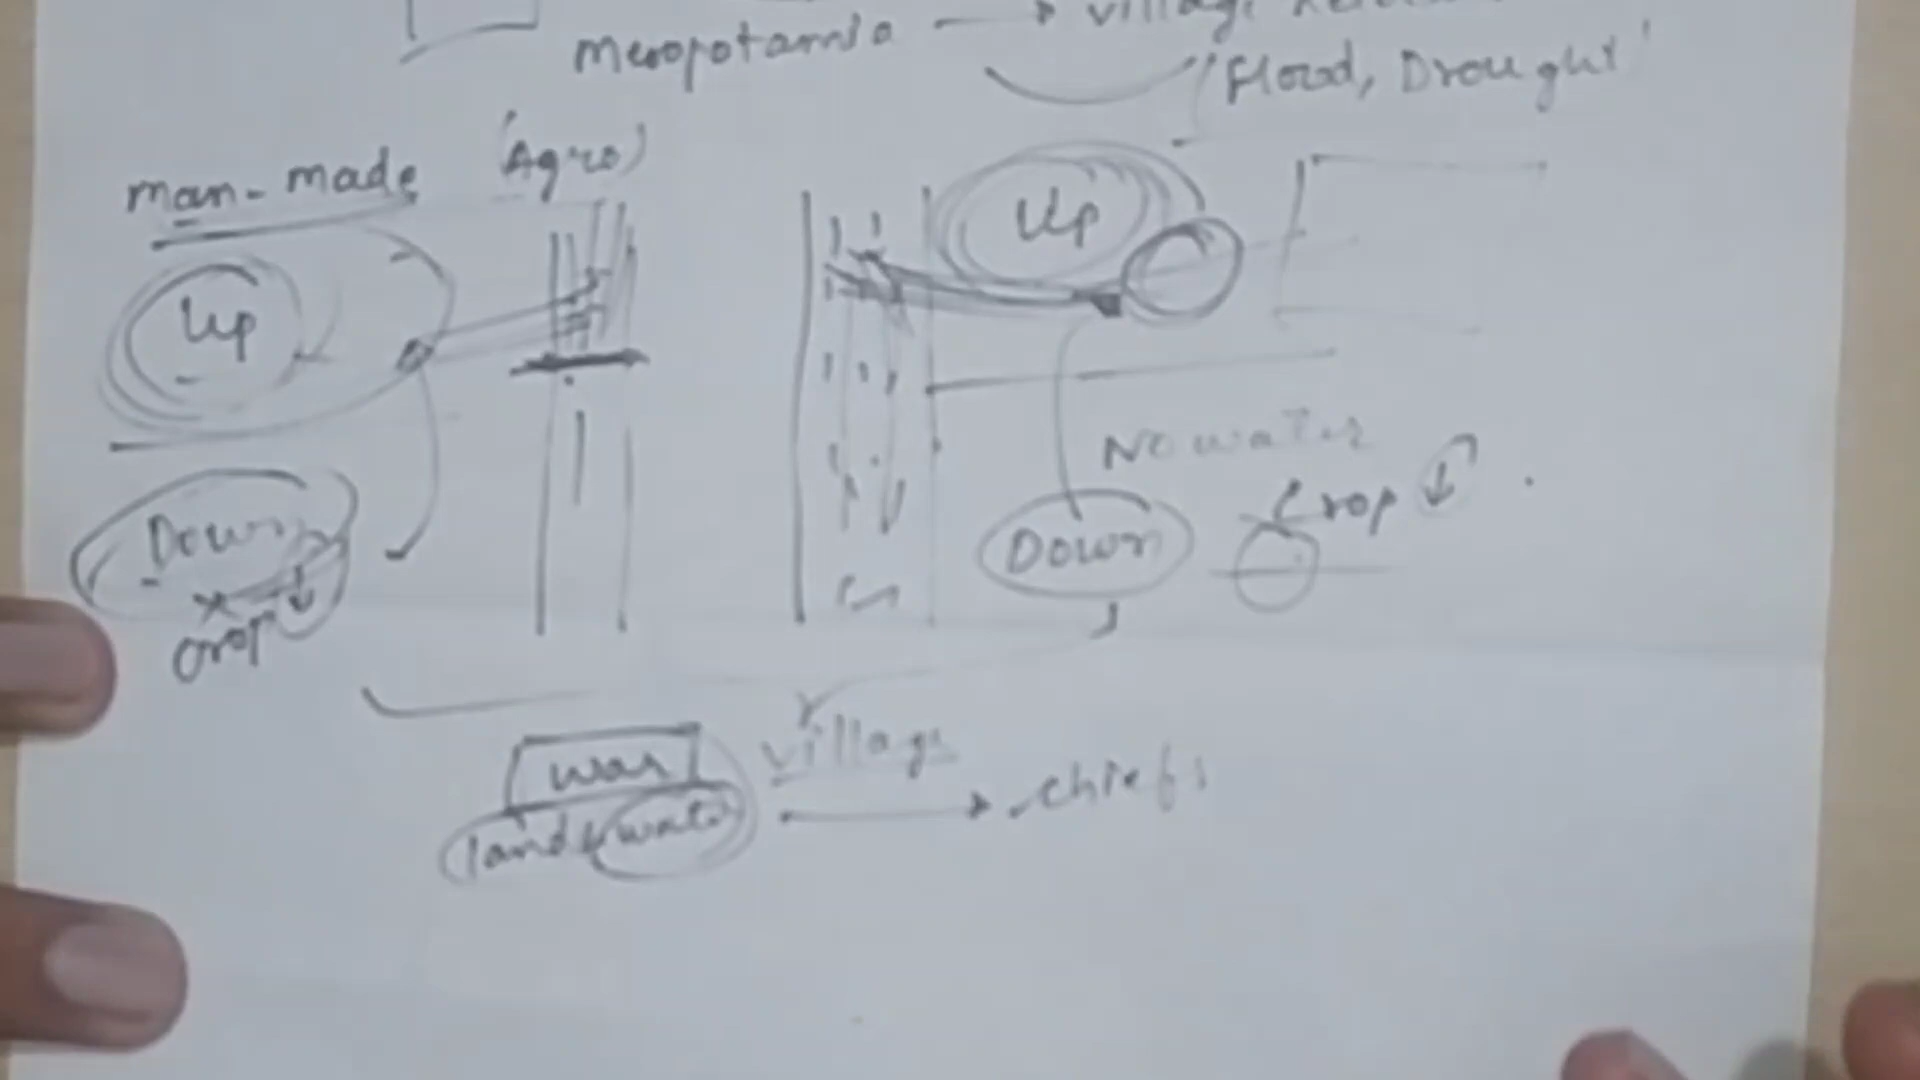 Mesopotamia → village
Flood, Drought
man-made (Agro)
Up
Up
No water
Crop ↓
Down
Down
crop ↓
war village
land & water → chiefs